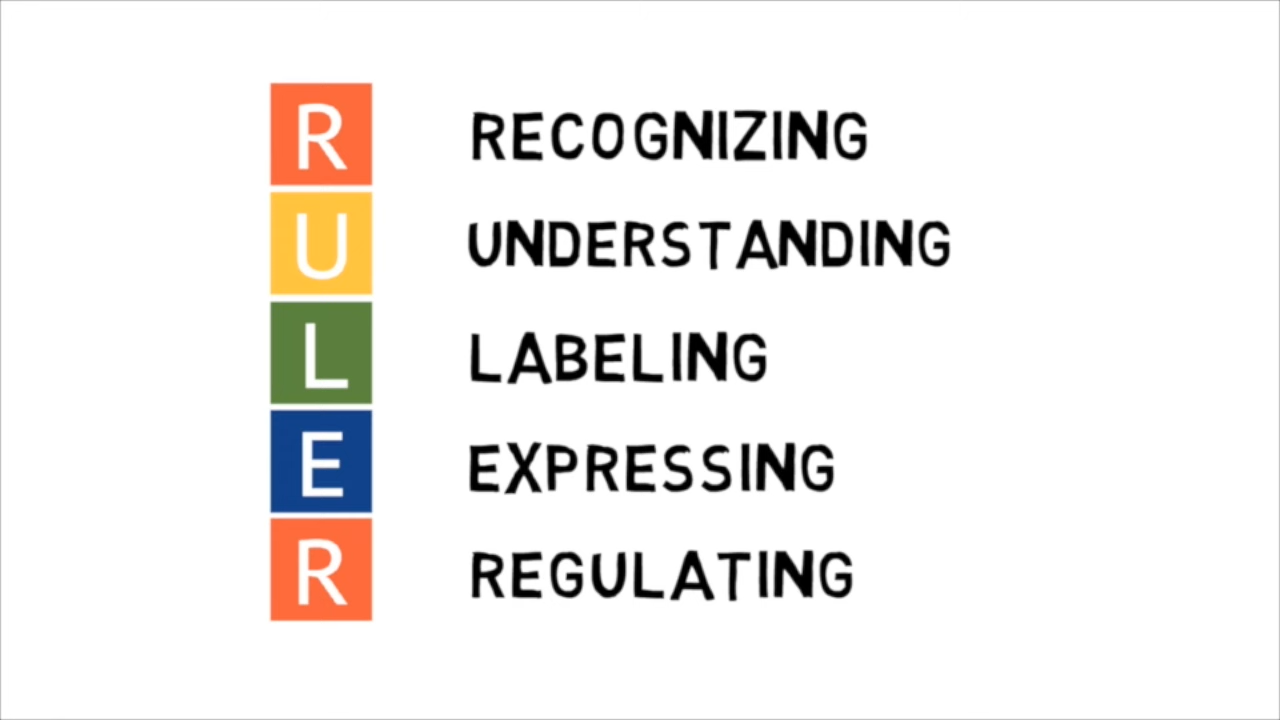 R RECOGNIZING
U UNDERSTANDING
L LABELING
E EXPRESSING
R REGULATING